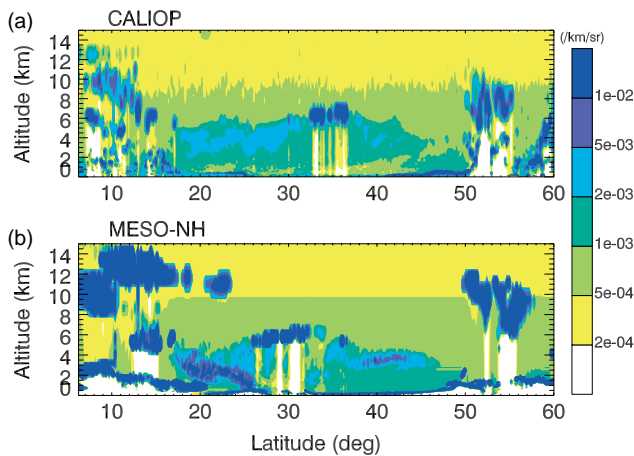 (a) CALIOP
(/km/sr)
Altitude (km)
14
12
10
8
6
4
2
0
10 20 30 40 50 60
1e-02
5e-03
2e-03
1e-03
5e-04
2e-04
(b) MESO-NH
Altitude (km)
14
12
10
8
6
4
2
0
10 20 30 40 50 60
Latitude (deg)